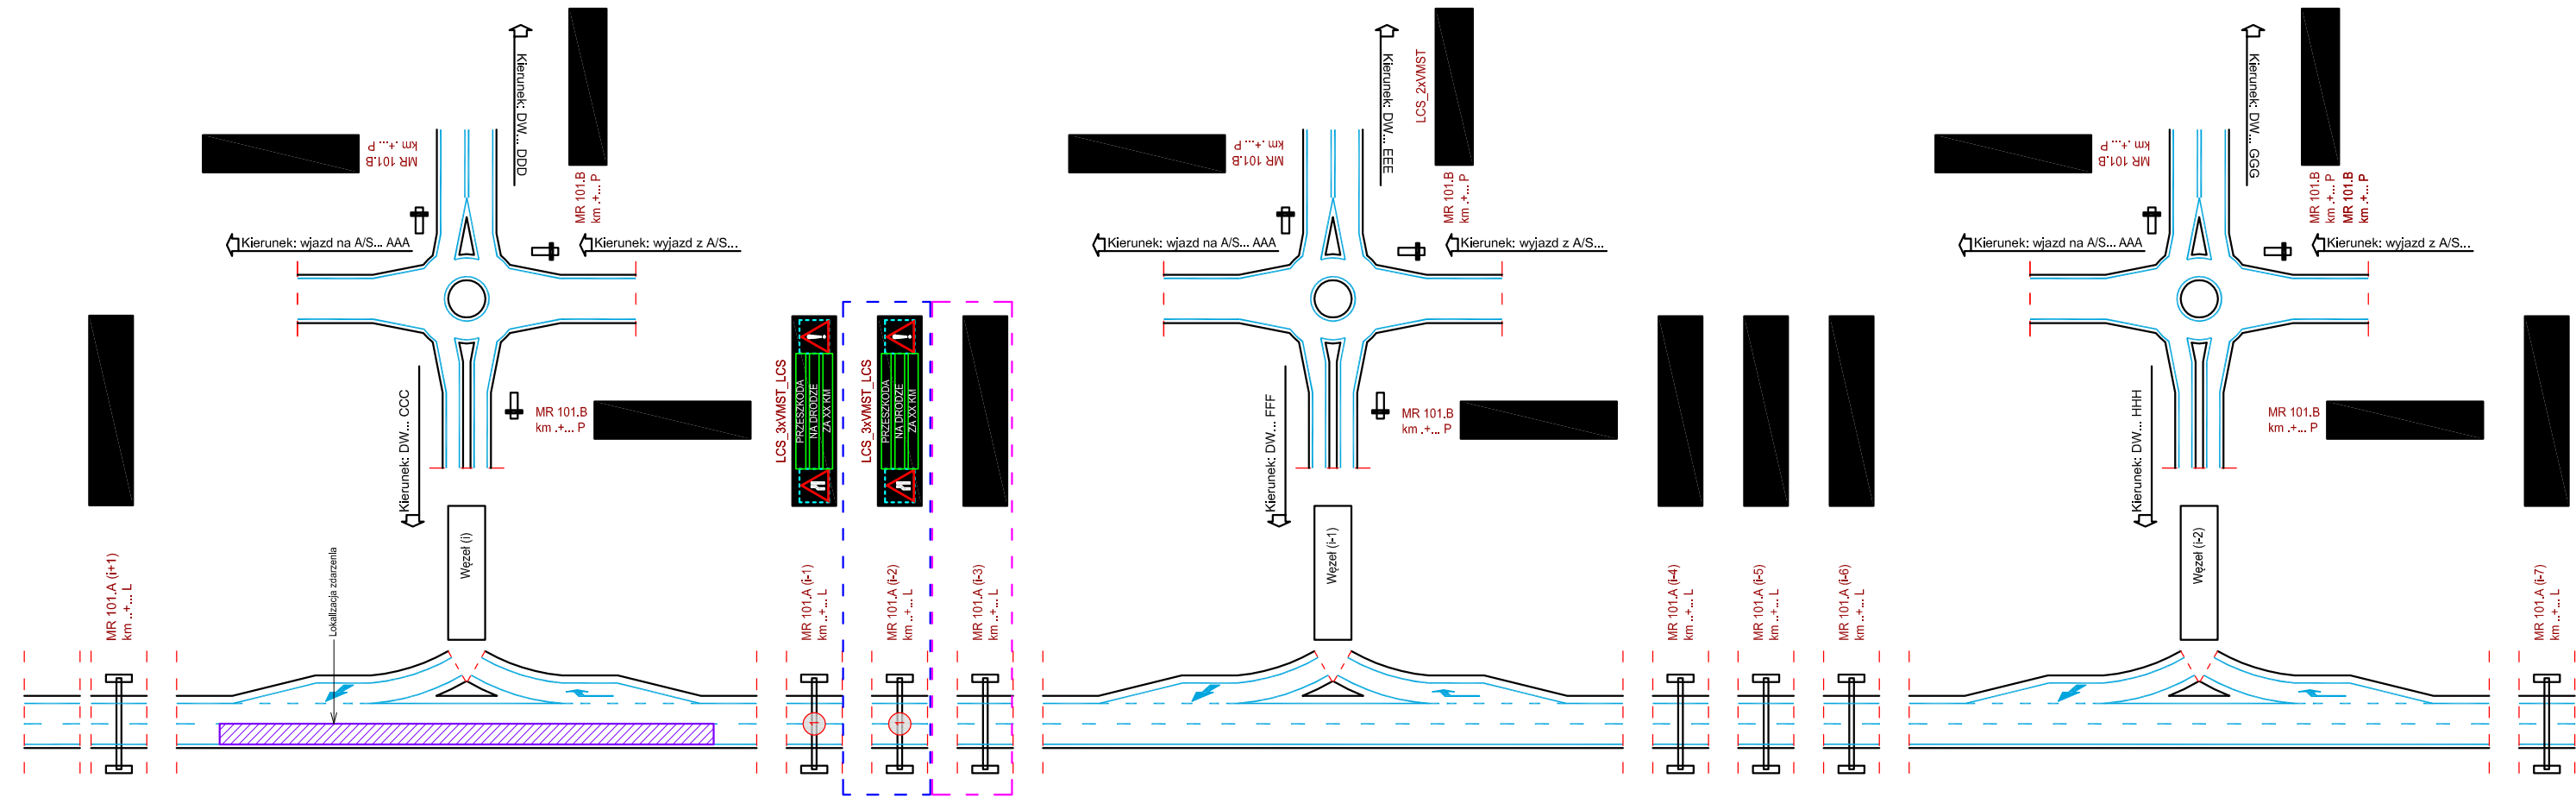 Kierunek: DW... DDD
MR 101.B
km .+... P
MR 101.B
km .+... P
Kierunek: wjazd na A/S... AAA
Kierunek: wyjazd z A/S...
Kierunek: DW... CCC
MR 101.B
km .+... P
Węzeł (i)
Lokalizacja zdarzenia
MR 101.A (i+1)
km ..+... L
LCS_3xVMST_LCS
PRZESZKODA
NA DRODZE
ZA XX KM
MR 101.A (i-1)
km ..+... L
1
LCS_3xVMST_LCS
PRZESZKODA
NA DRODZE
ZA XX KM
MR 101.A (i-2)
km ..+... L
1
MR 101.A (i-3)
km ..+... L
Kierunek: DW... EEE
LCS_2xVMST
MR 101.B
km .+... P
MR 101.B
km .+... P
Kierunek: wjazd na A/S... AAA
Kierunek: wyjazd z A/S...
Kierunek: DW... FFF
MR 101.B
km .+... P
Węzeł (i-1)
MR 101.A (i-4)
km ..+... L
MR 101.A (i-5)
km ..+... L
MR 101.A (i-6)
km ..+... L
Kierunek: DW... GGG
MR 101.B
km .+... P
MR 101.B
km .+... P
MR 101.B
km .+... P
Kierunek: wjazd na A/S... AAA
Kierunek: wyjazd z A/S...
Kierunek: DW... HHH
MR 101.B
km .+... P
Węzeł (i-2)
MR 101.A (i-7)
km ..+... L